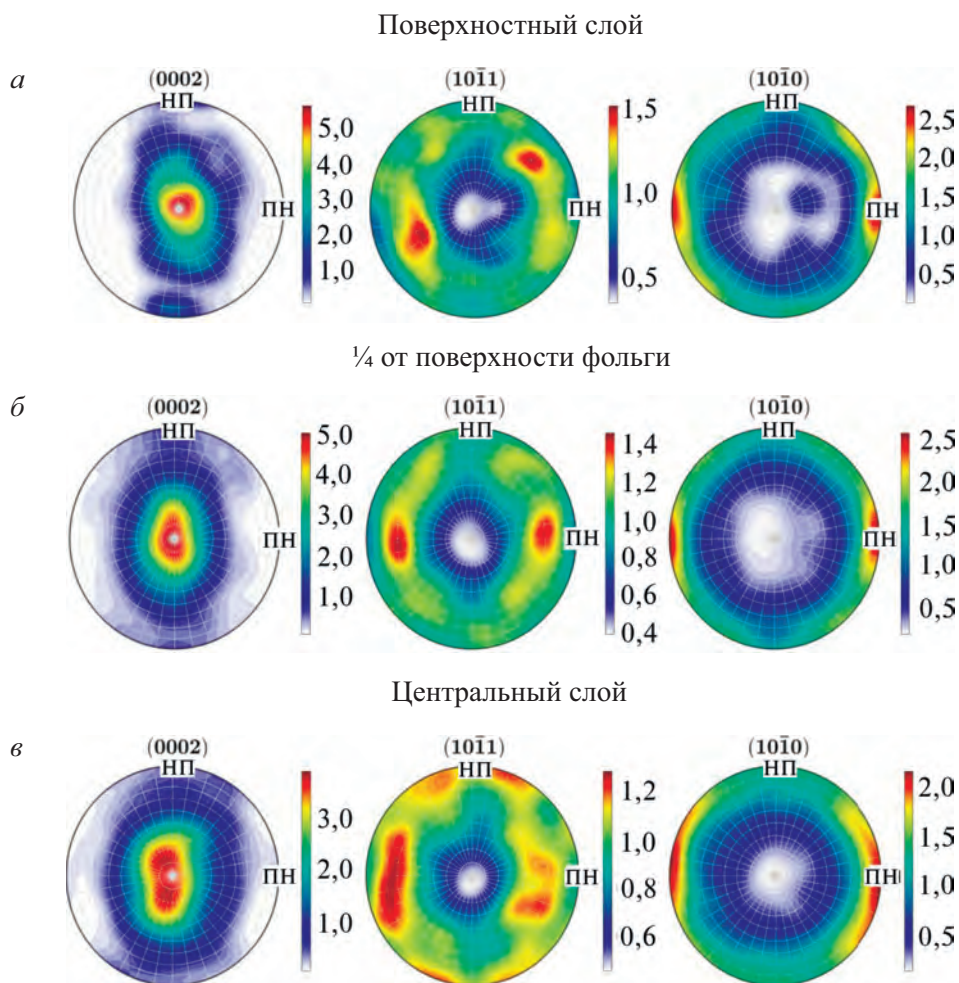 Поверхностный слой
а
(0002)
НП
ПН
5,0
4,0
3,0
2,0
1,0
(101̄1)
НП
ПН
1,5
1,0
0,5
(101̄0)
НП
ПН
2,5
2,0
1,5
1,0
0,5
¼ от поверхности фольги
б
(0002)
НП
ПН
5,0
4,0
3,0
2,0
1,0
(101̄1)
НП
ПН
1,4
1,2
1,0
0,8
0,6
0,4
(101̄0)
НП
ПН
2,5
2,0
1,5
1,0
0,5
Центральный слой
в
(0002)
НП
ПН
3,0
2,0
1,0
(101̄1)
НП
ПН
1,2
1,0
0,8
0,6
(101̄0)
НП
ПН
2,0
1,5
1,0
0,5